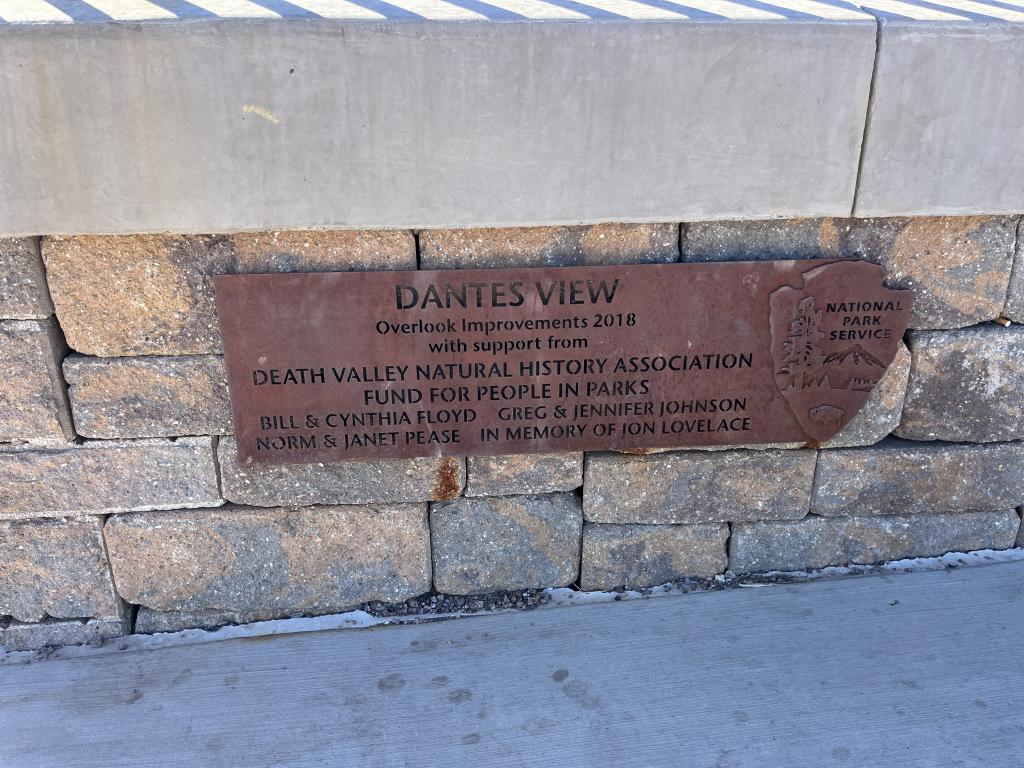 DANTES VIEW
Overlook Improvements 2018
with support from
DEATH VALLEY NATURAL HISTORY ASSOCIATION
FUND FOR PEOPLE IN PARKS
BILL & CYNTHIA FLOYD GREG & JENNIFER JOHNSON
NORM & JANET PEASE IN MEMORY OF JON LOVELACE
NATIONAL
PARK
SERVICE